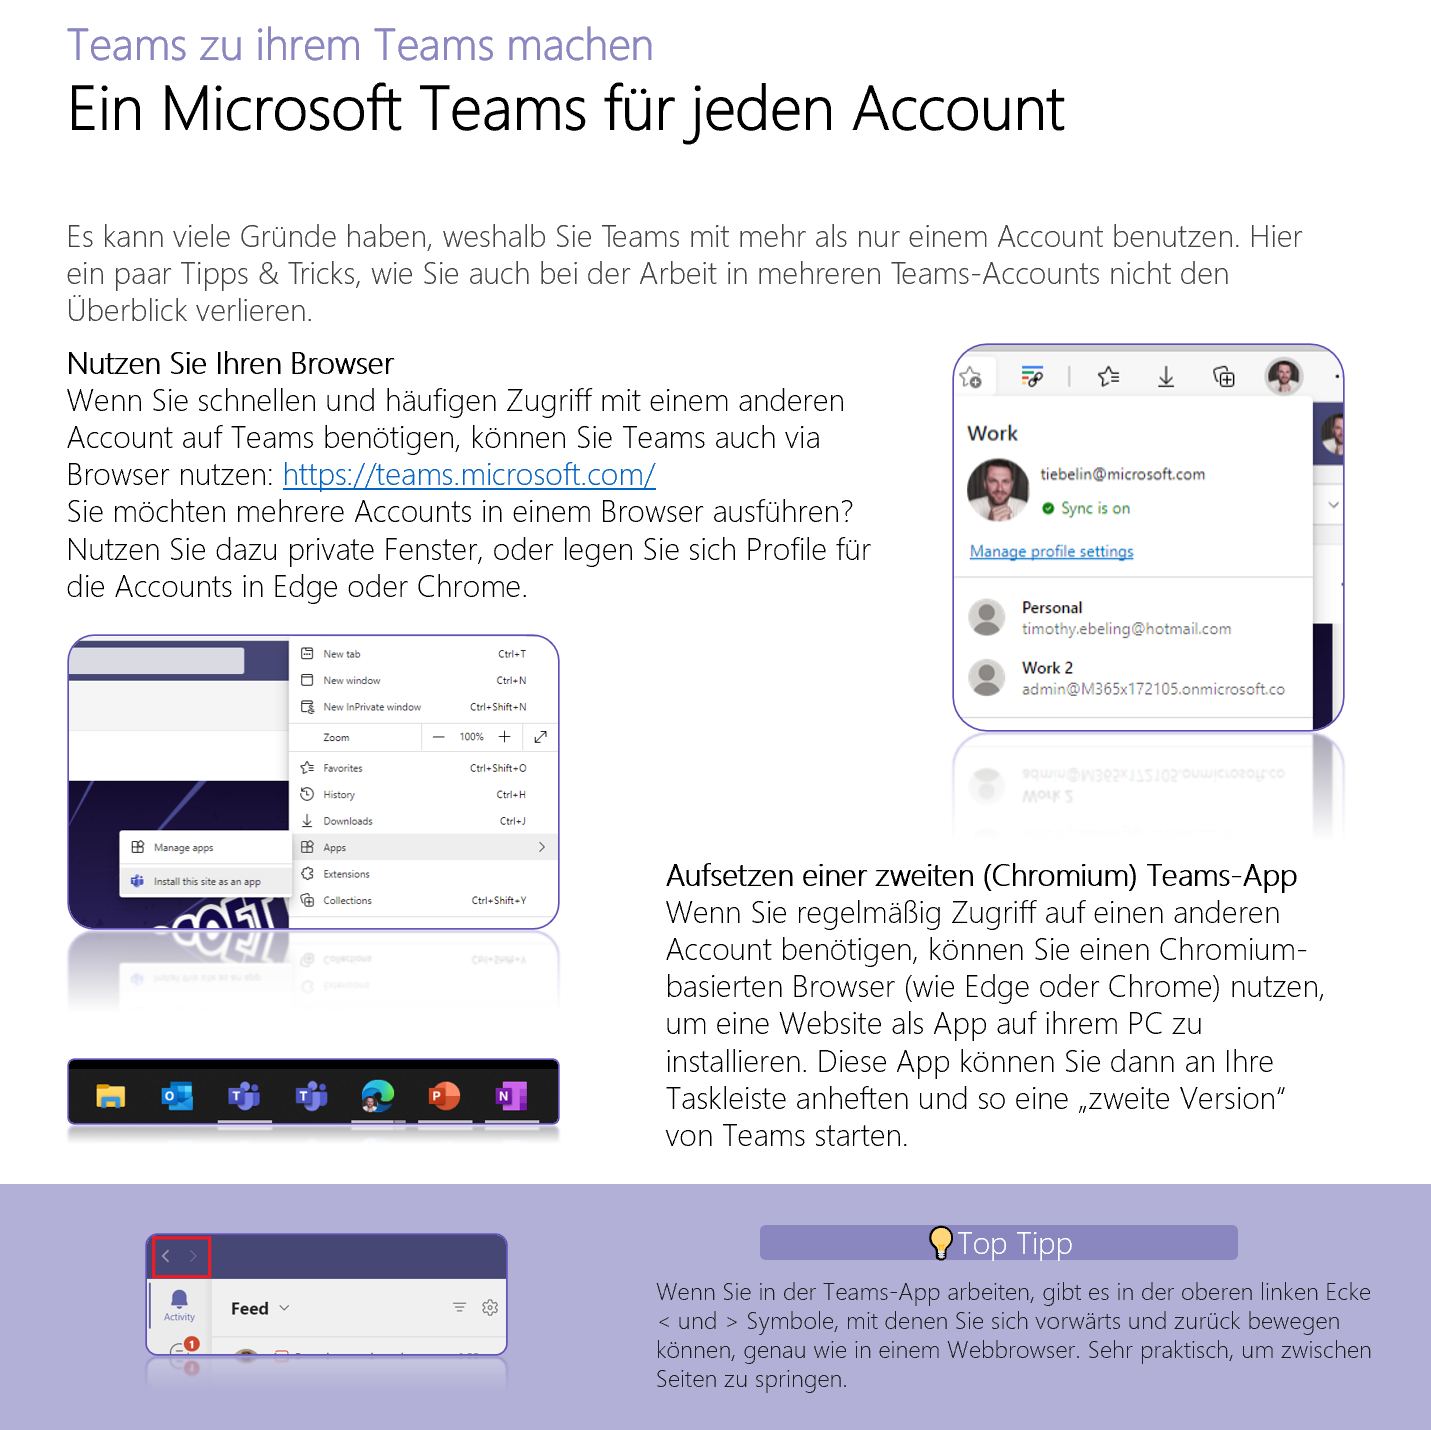 Teams zu ihrem Teams machen
Ein Microsoft Teams für jeden Account
Es kann viele Gründe haben, weshalb Sie Teams mit mehr als nur einem Account benutzen. Hier
ein paar Tipps & Tricks, wie Sie auch bei der Arbeit in mehreren Teams-Accounts nicht den
Überblick verlieren.
Nutzen Sie Ihren Browser
Wenn Sie schnellen und häufigen Zugriff mit einem anderen
Account auf Teams benötigen, können Sie Teams auch via
Browser nutzen: https://teams.microsoft.com/
Sie möchten mehrere Accounts in einem Browser ausführen?
Nutzen Sie dazu private Fenster, oder legen Sie sich Profile für
die Accounts in Edge oder Chrome.
Work
tiebelin@microsoft.com
Sync is on
Manage profile settings
Personal
timothy.ebeling@hotmail.com
Work 2
admin@M365x172105.onmicrosoft.co
New tab Ctrl+T
New window Ctrl+N
New InPrivate window Ctrl+Shift+N
Zoom — 100% +
Favorites Ctrl+Shift+O
History Ctrl+H
Downloads Ctrl+J
Apps
Extensions
Collections Ctrl+Shift+Y
Manage apps
Install this site as an app
Aufsetzen einer zweiten (Chromium) Teams-App
Wenn Sie regelmäßig Zugriff auf einen anderen
Account benötigen, können Sie einen Chromium-
basierten Browser (wie Edge oder Chrome) nutzen,
um eine Website als App auf ihrem PC zu
installieren. Diese App können Sie dann an Ihre
Taskleiste anheften und so eine „zweite Version“
von Teams starten.
Top Tipp
Wenn Sie in der Teams-App arbeiten, gibt es in der oberen linken Ecke
< und > Symbole, mit denen Sie sich vorwärts und zurück bewegen
können, genau wie in einem Webbrowser. Sehr praktisch, um zwischen
Seiten zu springen.
Activity
Feed
1